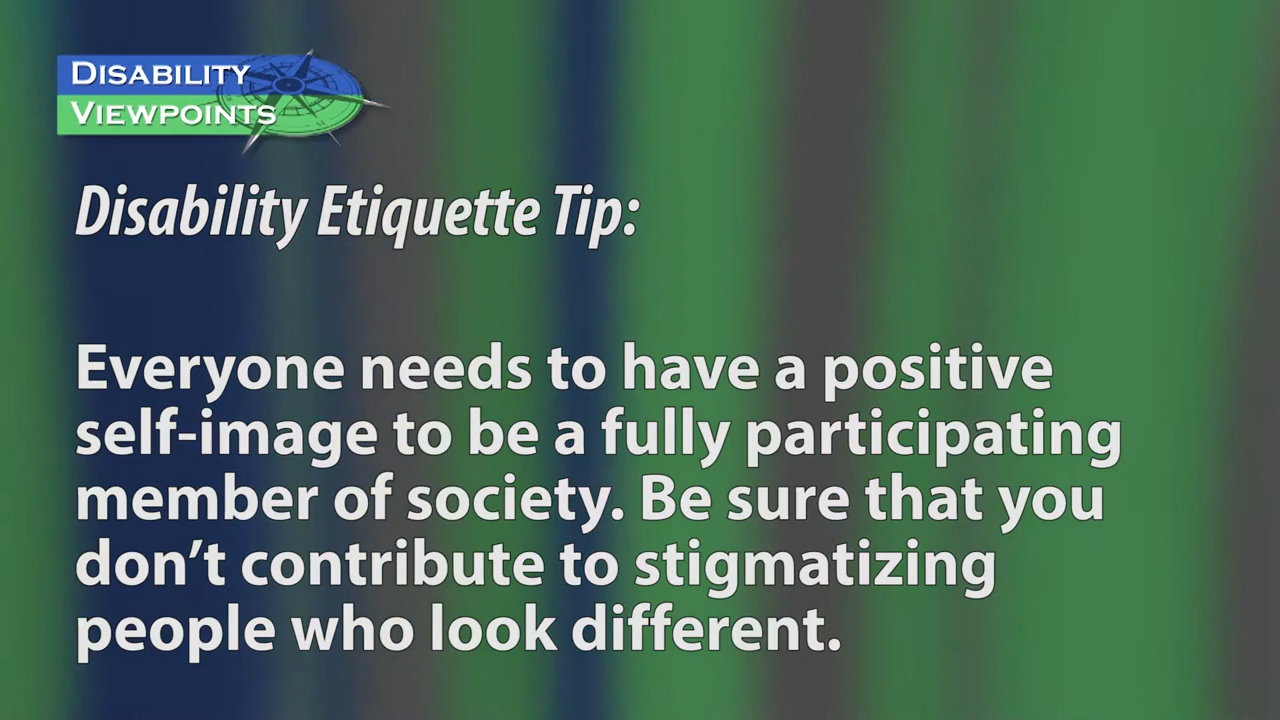 DISABILITY
VIEWPOINTS
Disability Etiquette Tip:
Everyone needs to have a positive
self-image to be a fully participating
member of society. Be sure that you
don’t contribute to stigmatizing
people who look different.